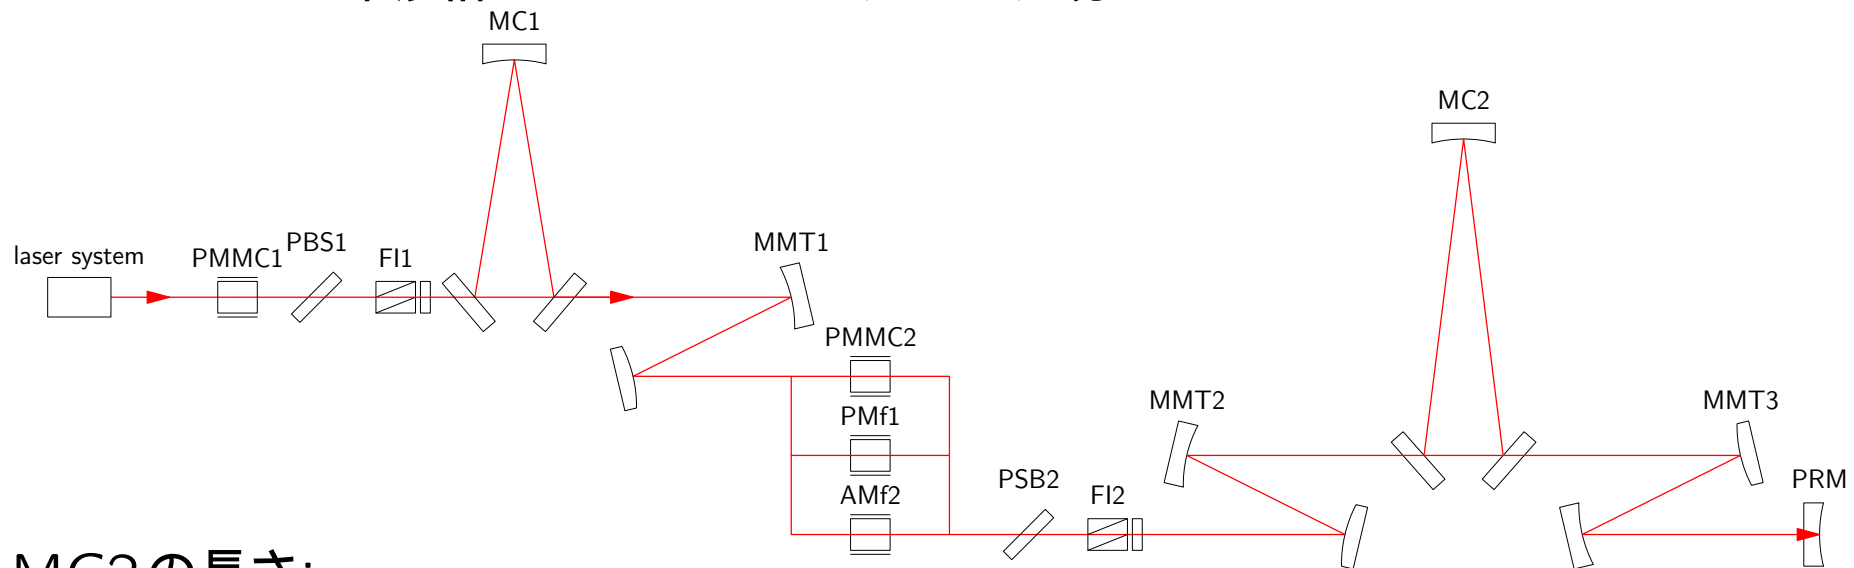 MC1
MC2
laser system
PMMC1
PBS1
FI1
MMT1
PMMC2
PMf1
AMf2
PSB2
FI2
MMT2
MMT3
PRM
MC2の長さ: